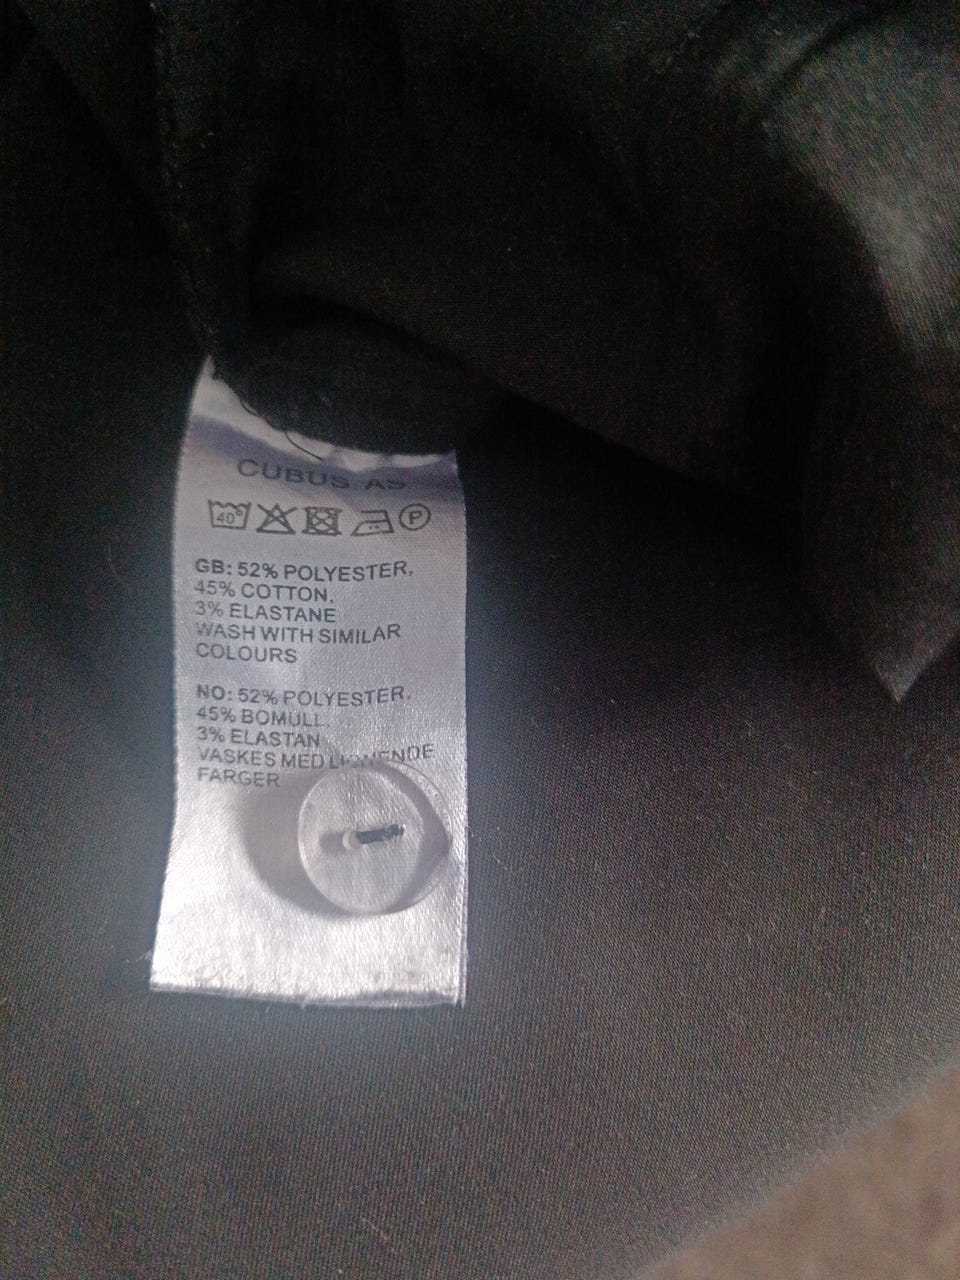 CUBUS AS
40°
P
GB: 52% POLYESTER,
45% COTTON,
3% ELASTANE
WASH WITH SIMILAR
COLOURS
NO: 52% POLYESTER,
45% BOMULL,
3% ELASTAN
VASKES MED LIGNENDE
FARGER